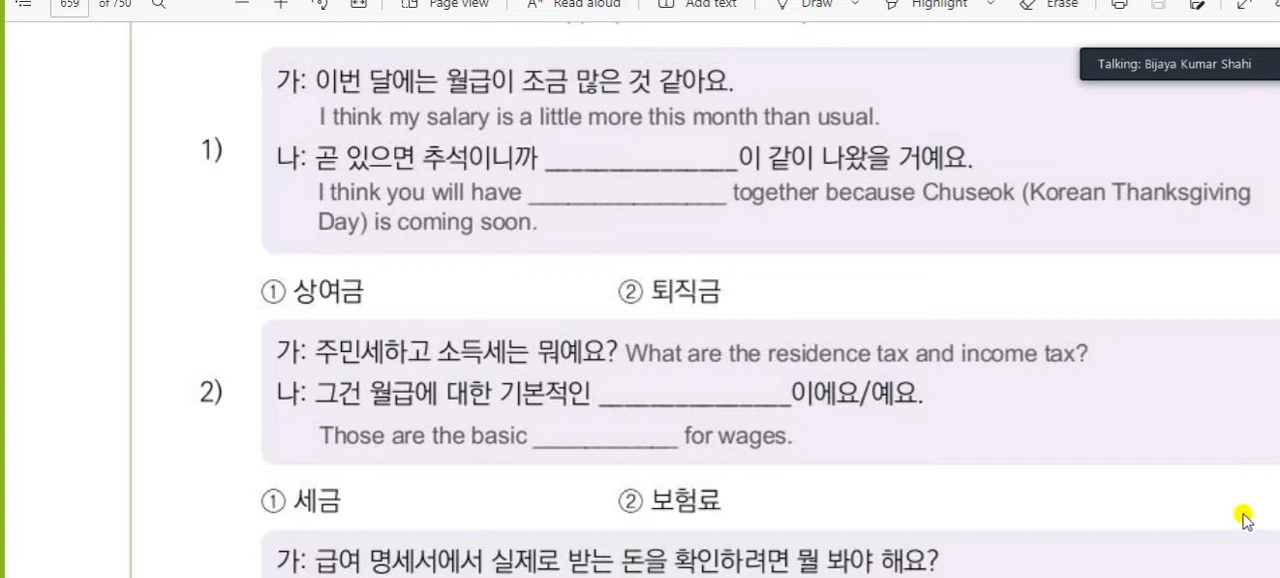 659 of 750 Page view Read aloud Add text Draw Highlight Erase
Talking: Bijaya Kumar Shahi
가: 이번 달에는 월급이 조금 많은 것 같아요.
I think my salary is a little more this month than usual.
1)
나: 곧 있으면 추석이니까 _______________이 같이 나왔을 거예요.
I think you will have _______________ together because Chuseok (Korean Thanksgiving
Day) is coming soon.
① 상여금 ② 퇴직금
가: 주민세하고 소득세는 뭐예요? What are the residence tax and income tax?
2) 나: 그건 월급에 대한 기본적인 _______________이에요/예요.
Those are the basic ___________ for wages.
① 세금 ② 보험료
가: 급여 명세서에서 실제로 받는 돈을 확인하려면 뭘 봐야 해요?